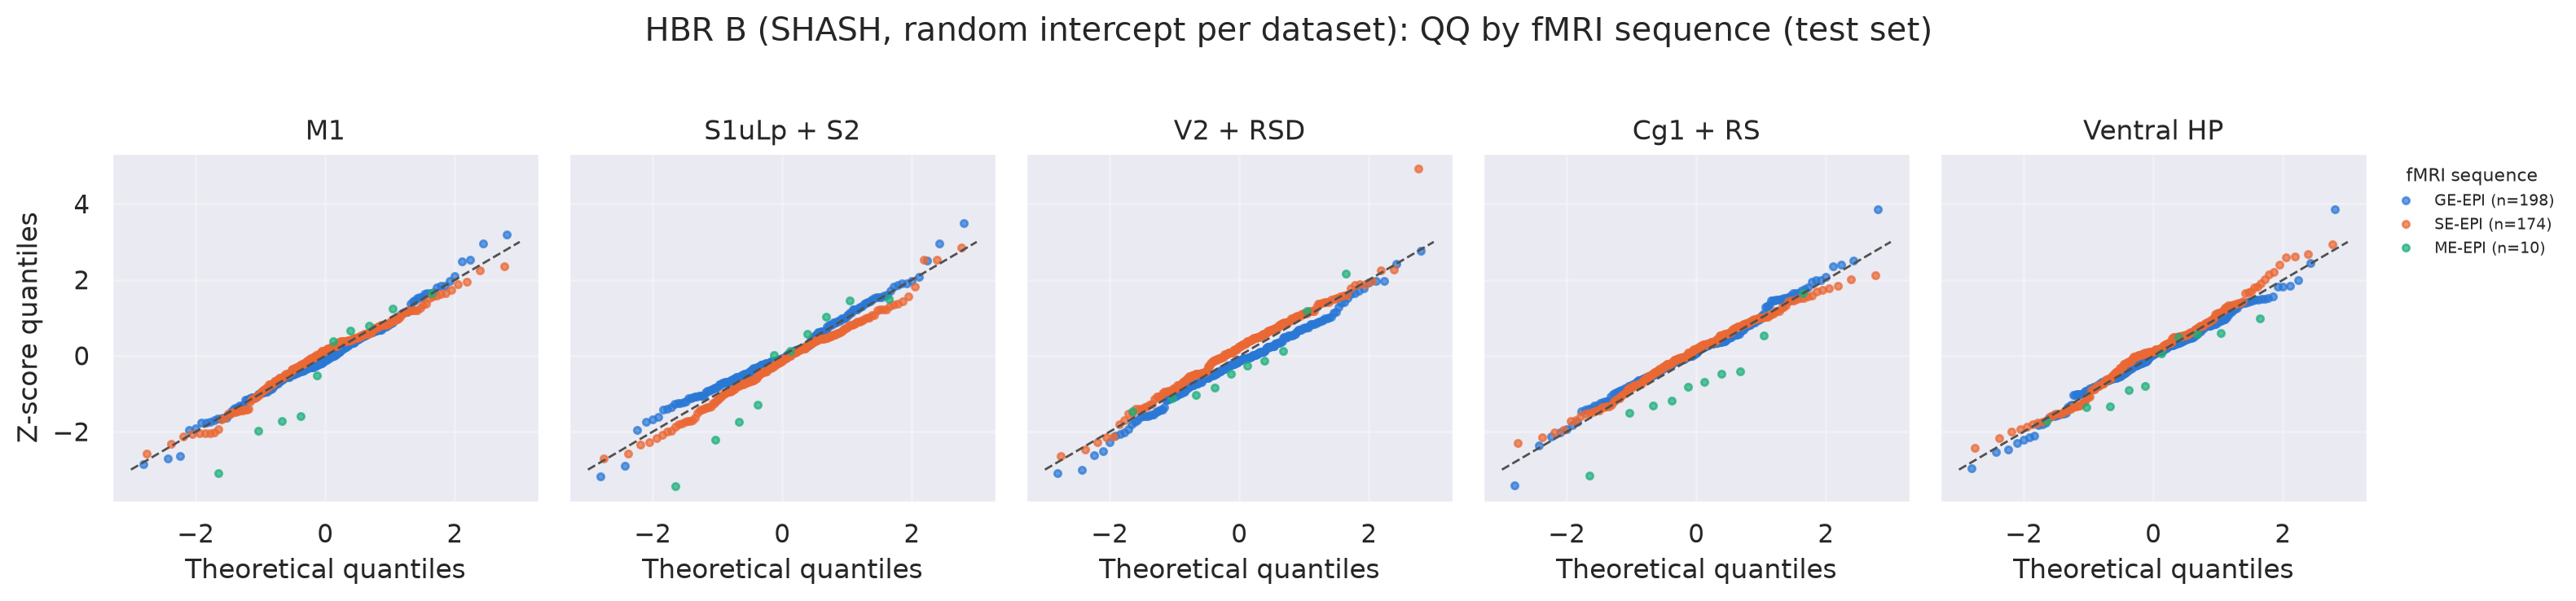 HBR B (SHASH, random intercept per dataset): QQ by fMRI sequence (test set)
M1
S1uLp + S2
V2 + RSD
Cg1 + RS
Ventral HP
Z-score quantiles
4
2
0
−2
−2 0 2
−2 0 2
−2 0 2
−2 0 2
−2 0 2
Theoretical quantiles
Theoretical quantiles
Theoretical quantiles
Theoretical quantiles
Theoretical quantiles
fMRI sequence
GE-EPI (n=198)
SE-EPI (n=174)
ME-EPI (n=10)